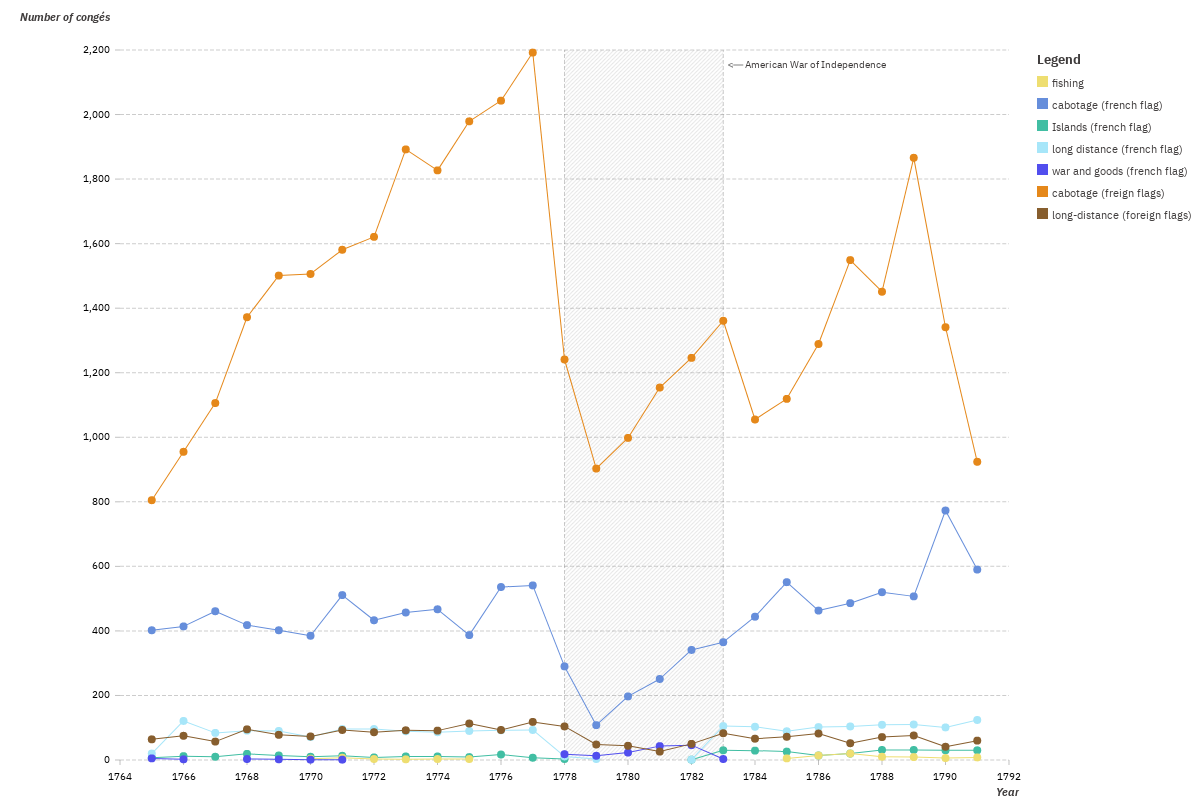 Number of congés
2,200
2,000
1,800
1,600
1,400
1,200
1,000
800
600
400
200
0
1764 1766 1768 1770 1772 1774 1776 1778 1780 1782 1784 1786 1788 1790 1792
Year
American War of Independence
Legend
fishing
cabotage (french flag)
Islands (french flag)
long distance (french flag)
war and goods (french flag)
cabotage (freign flags)
long-distance (foreign flags)